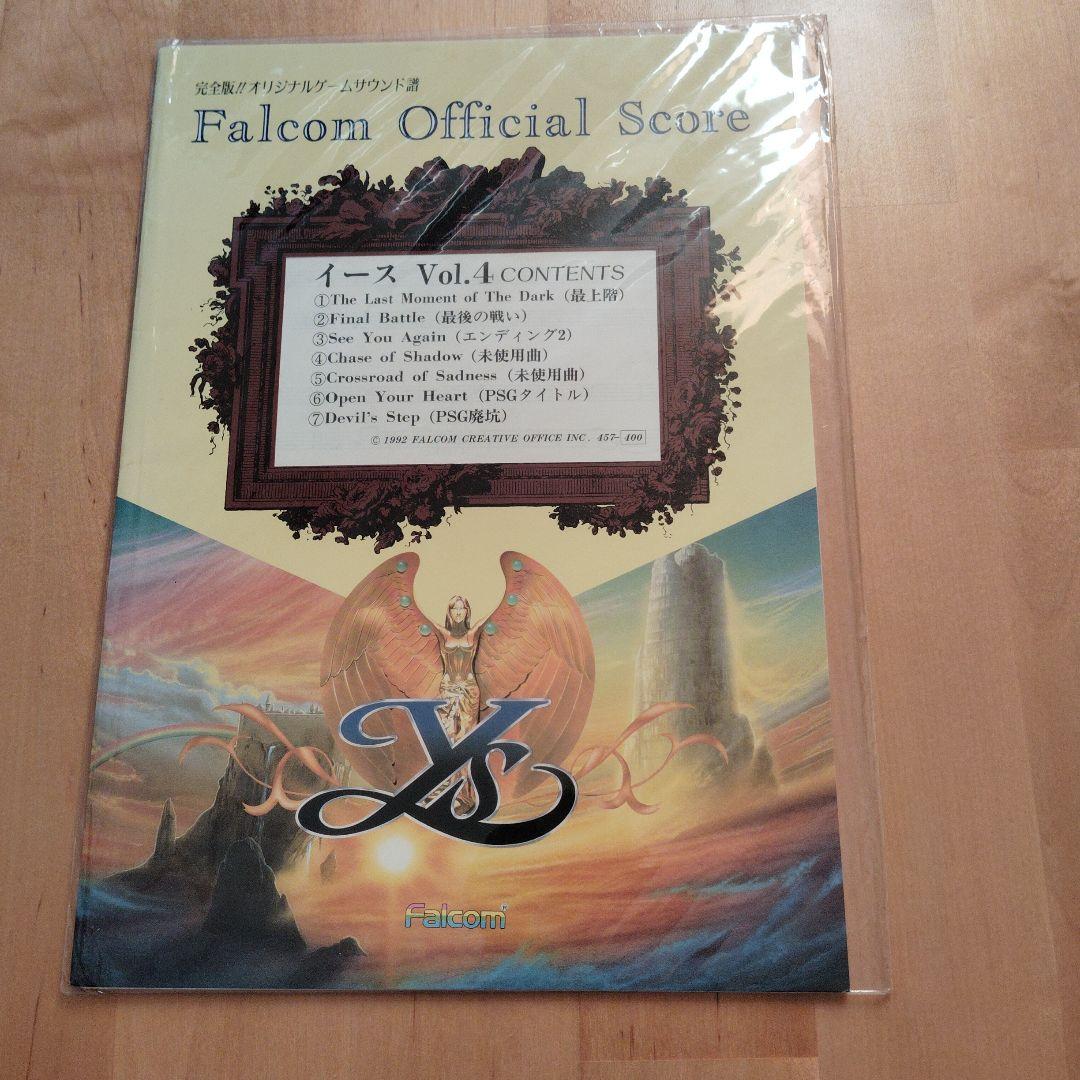 完全版!!オリジナルゲームサウンド譜
Falcom Official Score
イース Vol.4 CONTENTS
①The Last Moment of The Dark (最上階)
②Final Battle (最後の戦い)
③See You Again (エンディング2)
④Chase of Shadow (未使用曲)
⑤Crossroad of Sadness (未使用曲)
⑥Open Your Heart (PSGタイトル)
⑦Devil's Step (PSG廃坑)
© 1992 FALCOM CREATIVE OFFICE INC. 457-400
Ys
Falcom®